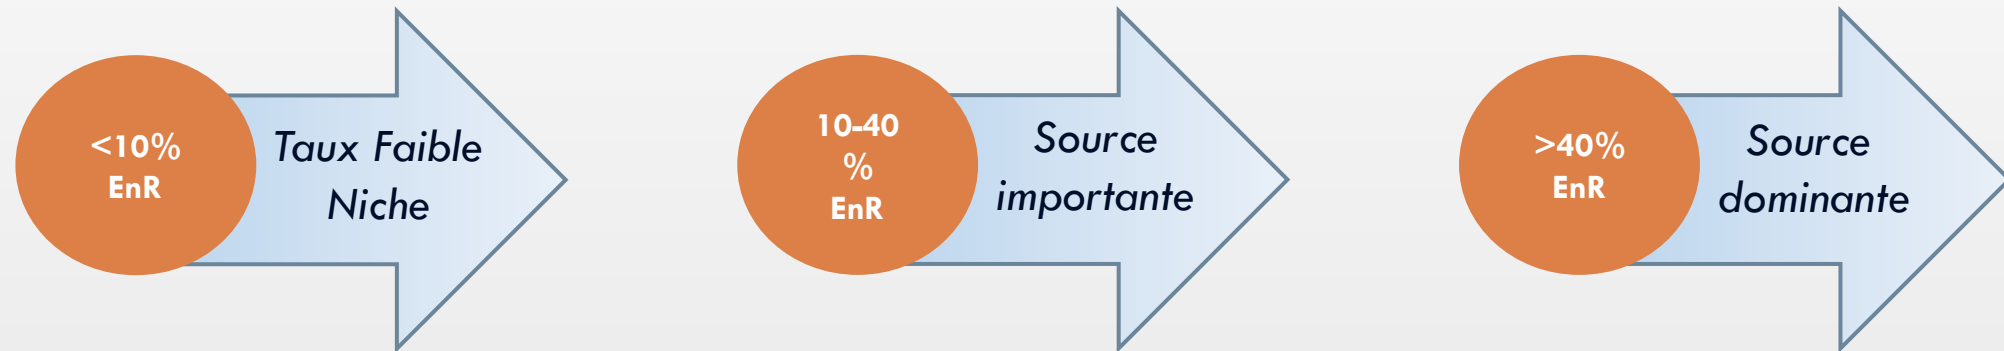 <10%
EnR
Taux Faible
Niche
10-40
%
EnR
Source
importante
>40%
EnR
Source
dominante